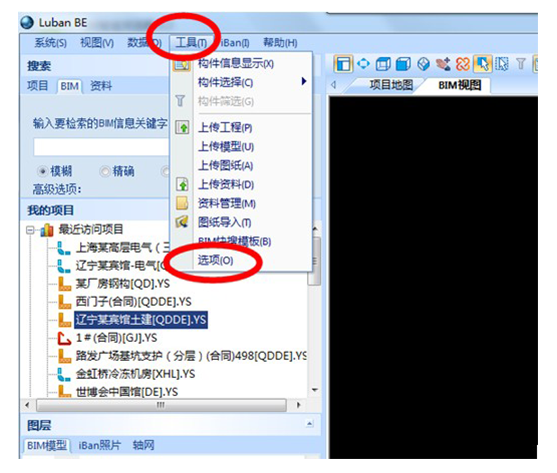 Luban BE
系统(S) 视图(V) 数据(D) 工具(T) iBan(I) 帮助(H)
搜索
项目 BIM 资料
输入要检索的BIM信息关键字
模糊 精确
高级选项:
我的项目
最近访问项目
上海某高层电气(三
辽宁某宾馆-电气[Q
某厂房钢构[QD].YS
西门子(合同)[QDDE].YS
辽宁某宾馆土建[QDDE].YS
1#(合同)[GJ].YS
路发广场基坑支护(分层)(合同)498[QDDE].YS
金虹桥冷冻机房[XHL].YS
世博会中国馆[DE].YS
图层
BIM模型 iBan照片 轴网
构件信息显示(X)
构件选择(C)
构件筛选(G)
上传工程(P)
上传模型(U)
上传图纸(A)
上传资料(D)
资料管理(M)
图纸导入(T)
BIM快搜模板(B)
选项(O)
项目地图 BIM视图